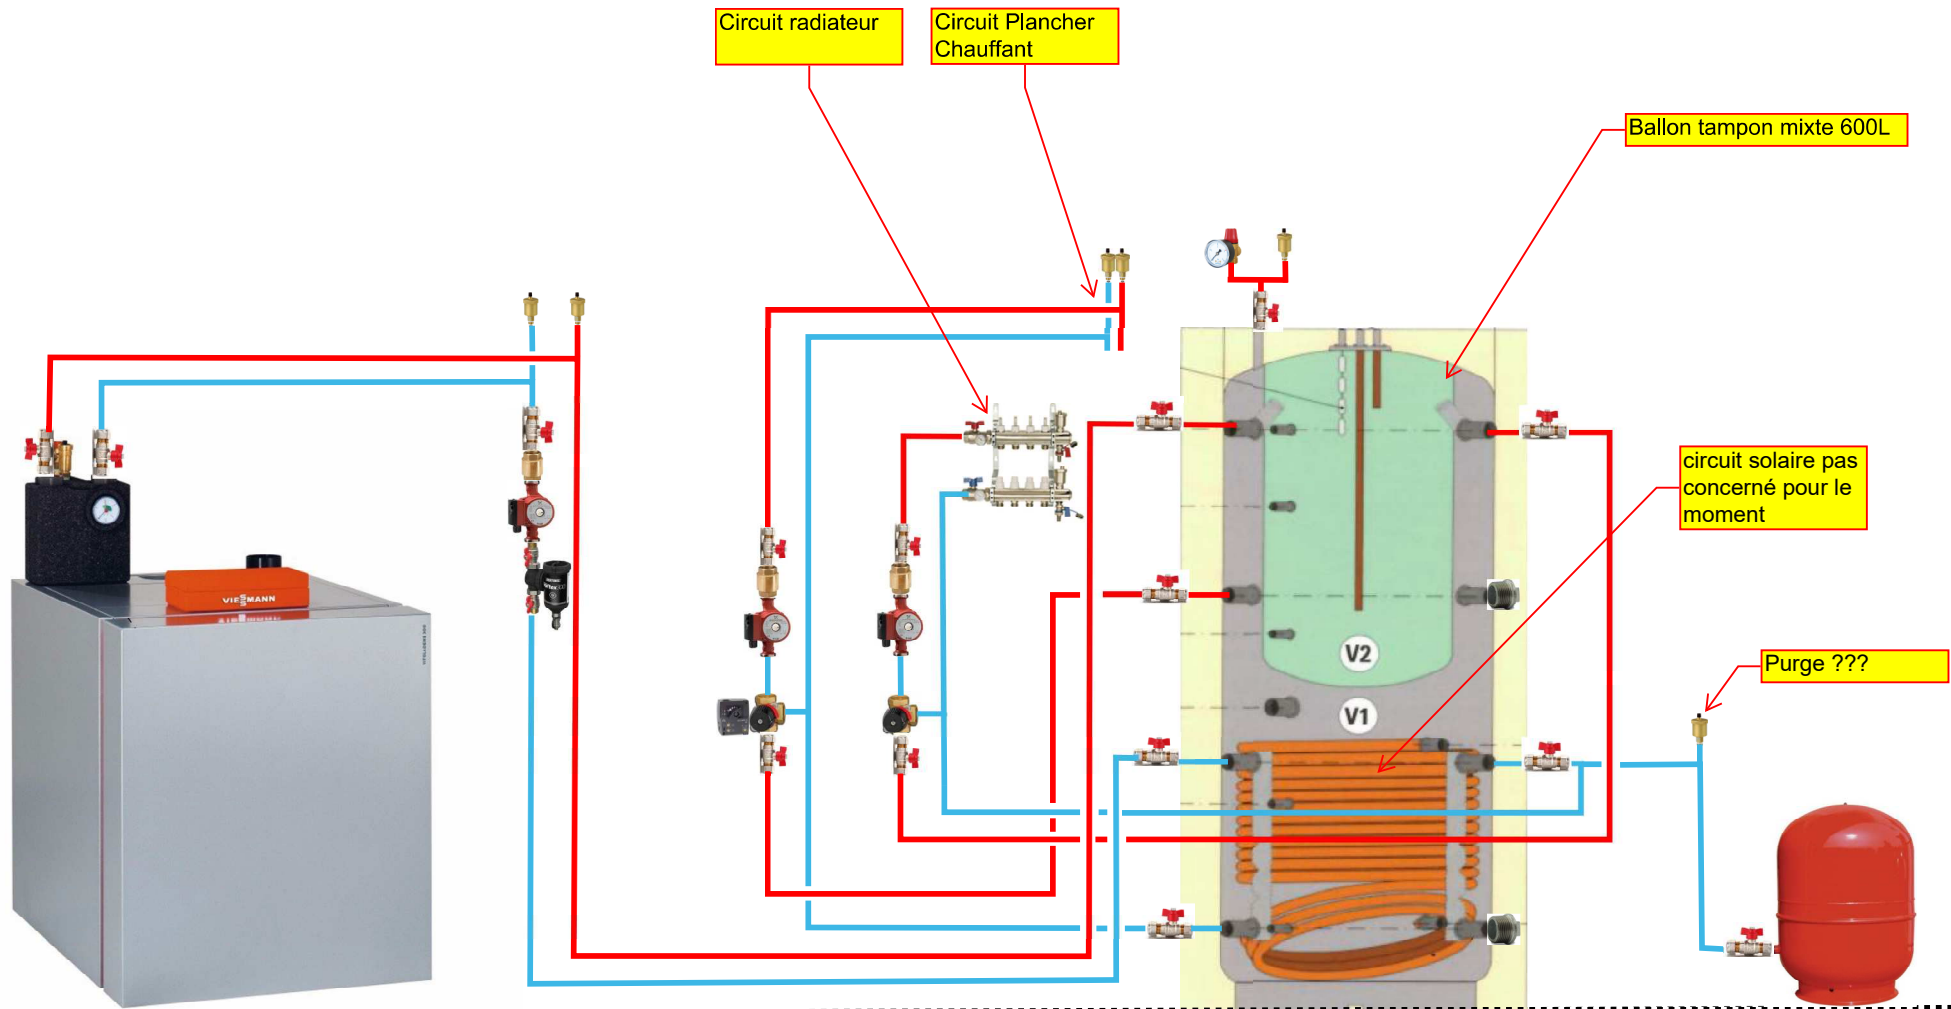 Circuit radiateur
Circuit Plancher
Chauffant
Ballon tampon mixte 600L
circuit solaire pas
concerné pour le
moment
VIESSMANN
V2
V1
Purge ???